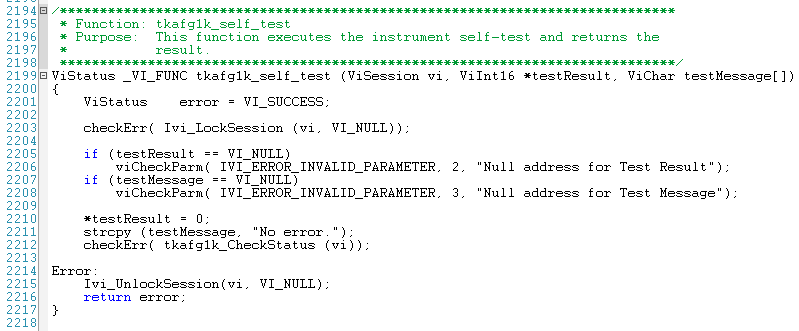 2194 /*****************************************************************************
2195  * Function: tkafg1k_self_test
2196  * Purpose:  This function executes the instrument self-test and returns the
2197  *           result.
2198  *****************************************************************************/
2199 ViStatus _VI_FUNC tkafg1k_self_test (ViSession vi, ViInt16 *testResult, ViChar testMessage[])
2200 {
2201     ViStatus    error = VI_SUCCESS;
2202
2203     checkErr( Ivi_LockSession (vi, VI_NULL));
2204
2205     if (testResult == VI_NULL)
2206         viCheckParm( IVI_ERROR_INVALID_PARAMETER, 2, "Null address for Test Result");
2207     if (testMessage == VI_NULL)
2208         viCheckParm( IVI_ERROR_INVALID_PARAMETER, 3, "Null address for Test Message");
2209
2210     *testResult = 0;
2211     strcpy (testMessage, "No error.");
2212     checkErr( tkafg1k_CheckStatus (vi));
2213
2214 Error:
2215     Ivi_UnlockSession(vi, VI_NULL);
2216     return error;
2217 }
2218